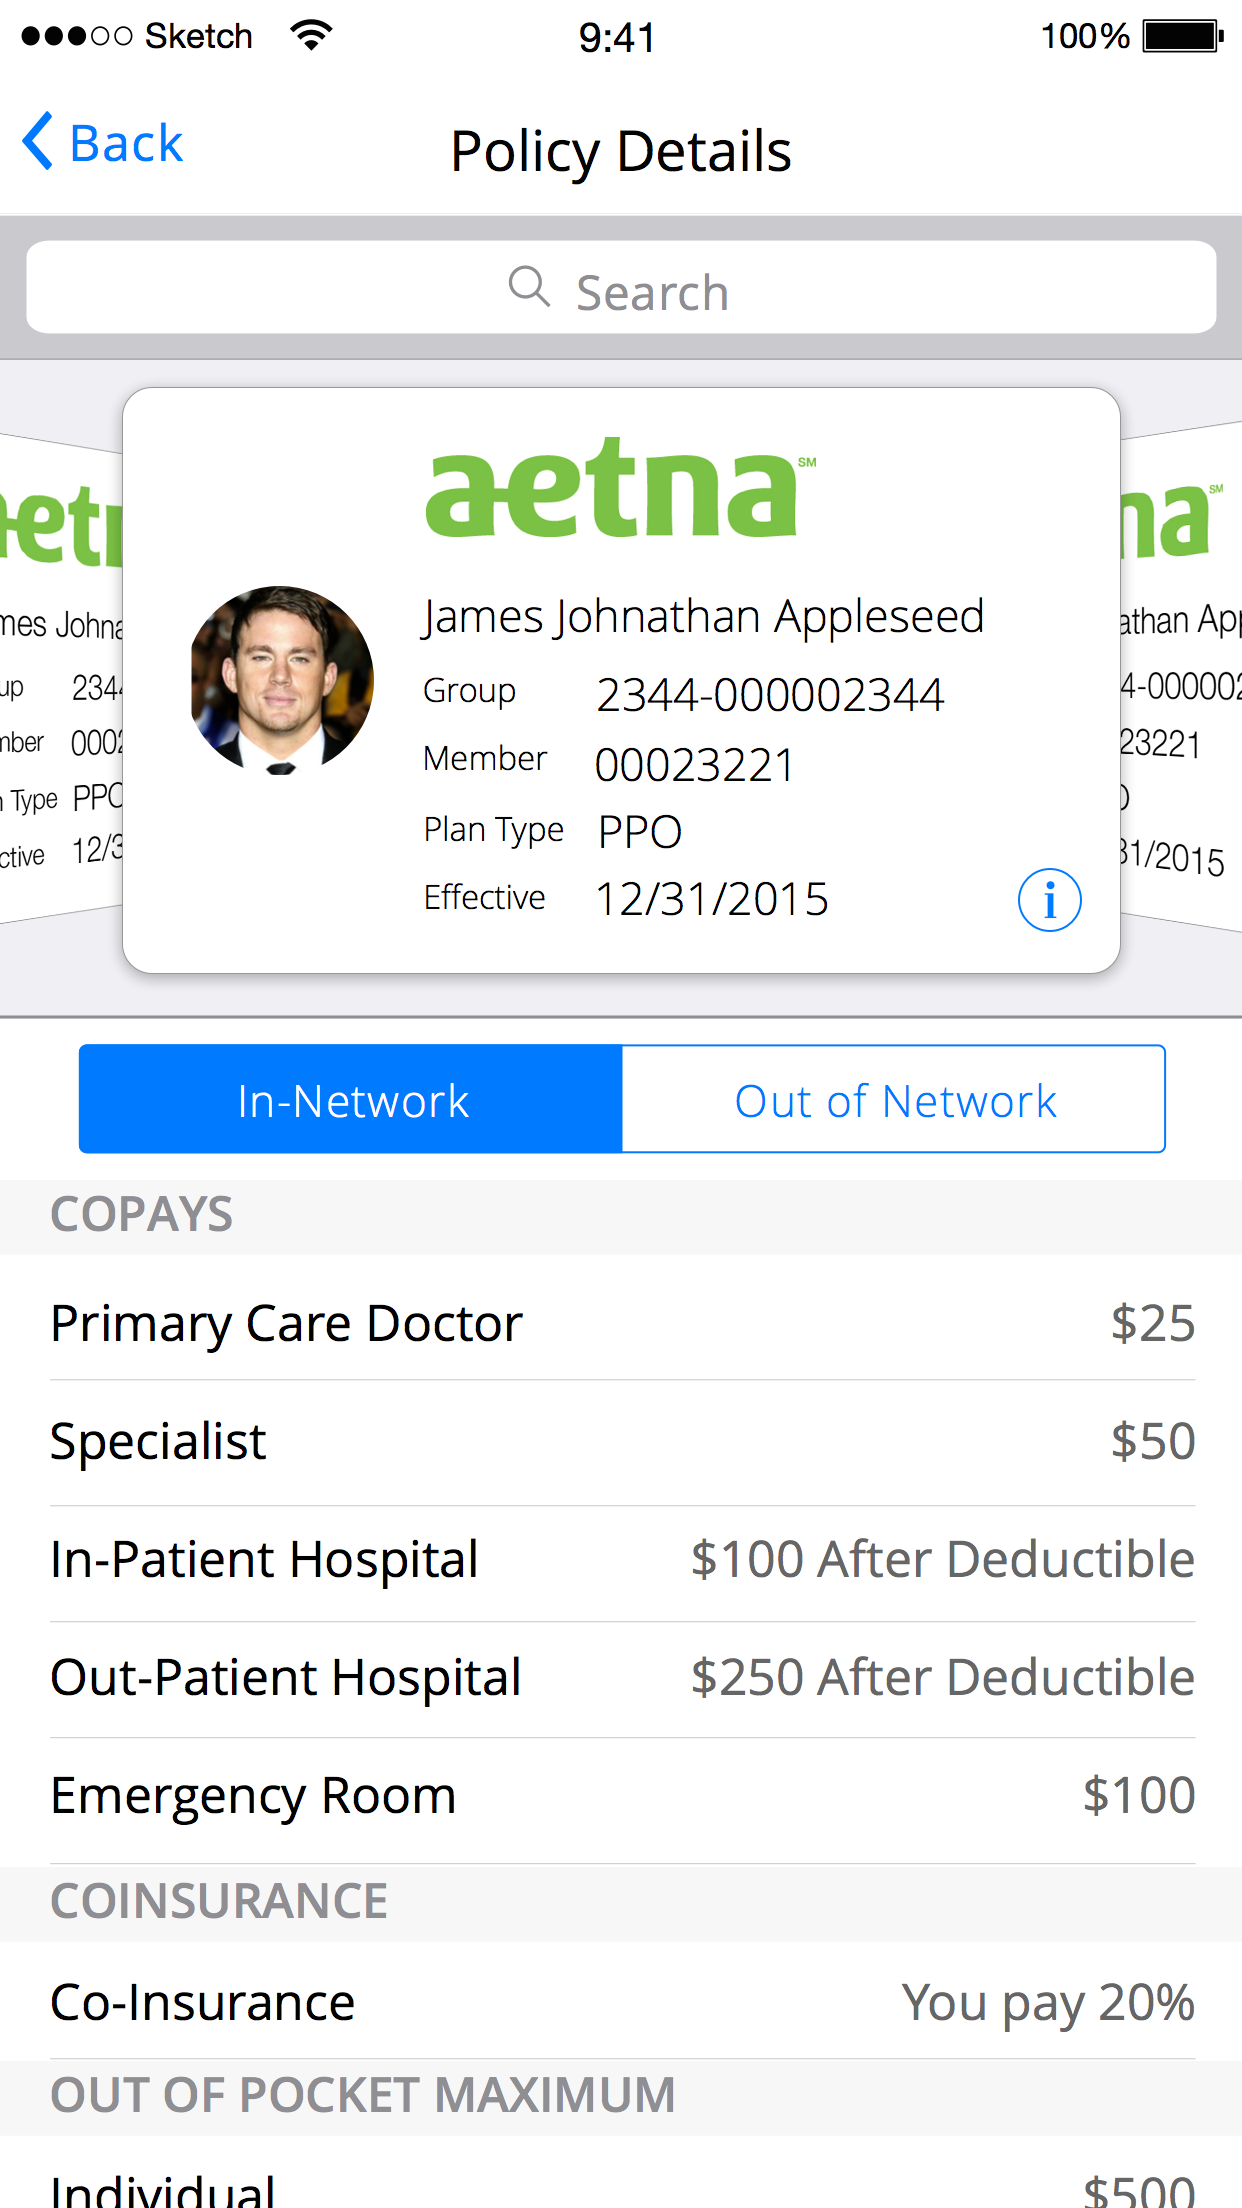 Sketch 9:41 100%
Back Policy Details
Search
aetna℠
James Johnathan Appleseed
Group 2344-000002344
Member 00023221
Plan Type PPO
Effective 12/31/2015
In-Network Out of Network
COPAYS
Primary Care Doctor $25
Specialist $50
In-Patient Hospital $100 After Deductible
Out-Patient Hospital $250 After Deductible
Emergency Room $100
COINSURANCE
Co-Insurance You pay 20%
OUT OF POCKET MAXIMUM
Individual $500